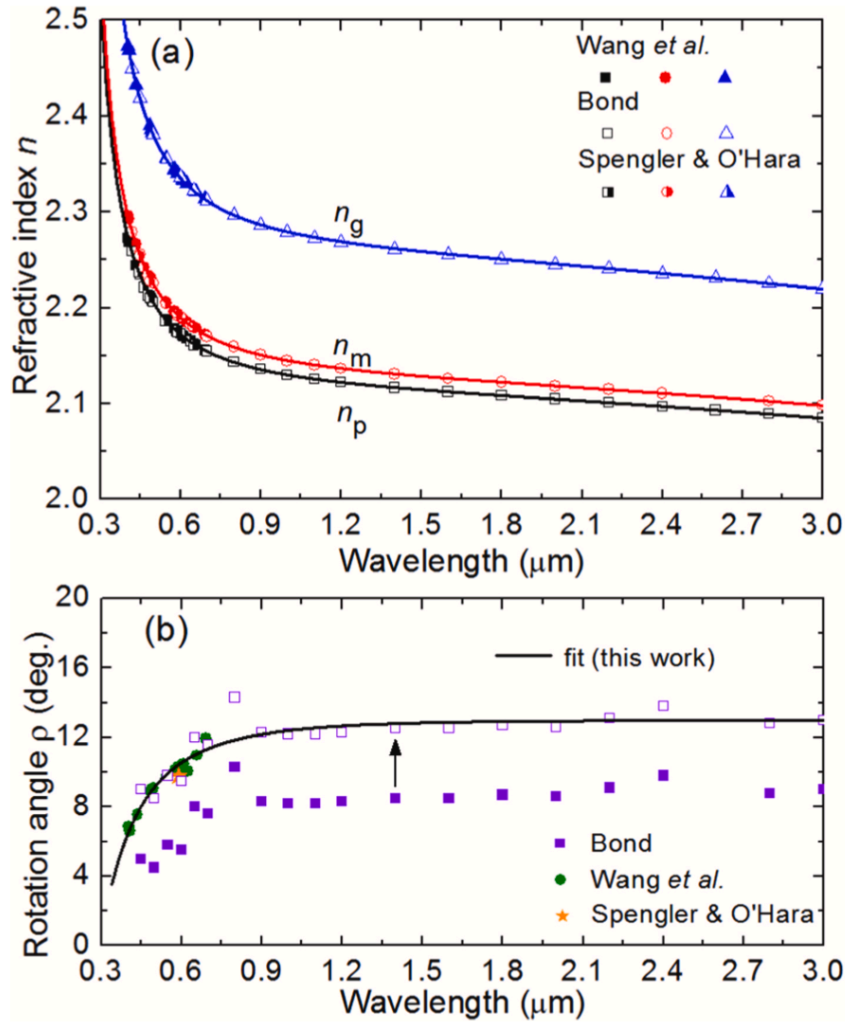 2.5
(a)
Wang et al.
Bond
Spengler & O'Hara
2.4
2.3
2.2
2.1
2.0
Refractive index n
ng
nm
np
0.3 0.6 0.9 1.2 1.5 1.8 2.1 2.4 2.7 3.0
Wavelength (μm)
20
(b)
fit (this work)
16
12
8
4
0
Rotation angle ρ (deg.)
Bond
Wang et al.
Spengler & O'Hara
0.3 0.6 0.9 1.2 1.5 1.8 2.1 2.4 2.7 3.0
Wavelength (μm)